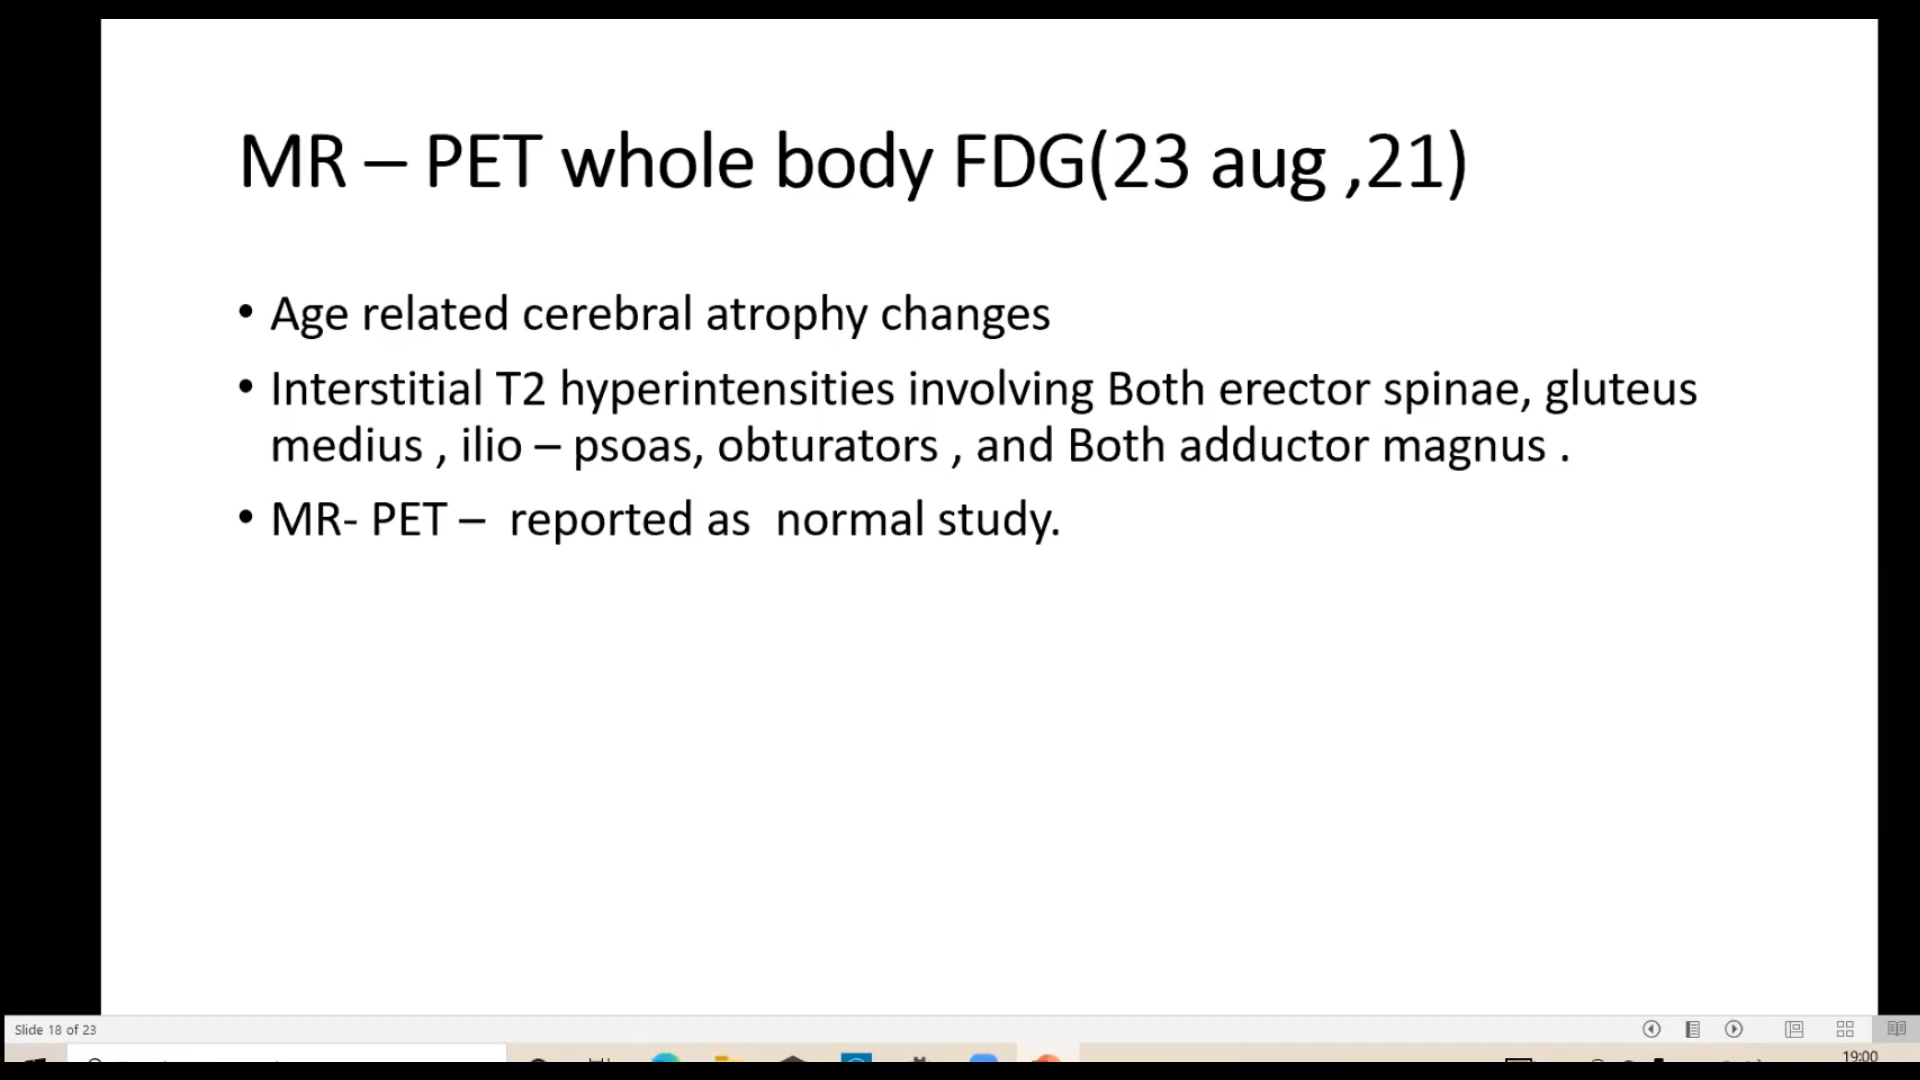 MR – PET whole body FDG(23 aug ,21)
• Age related cerebral atrophy changes
• Interstitial T2 hyperintensities involving Both erector spinae, gluteus
medius , ilio – psoas, obturators , and Both adductor magnus .
• MR- PET –  reported as  normal study.
Slide 18 of 23
19:00